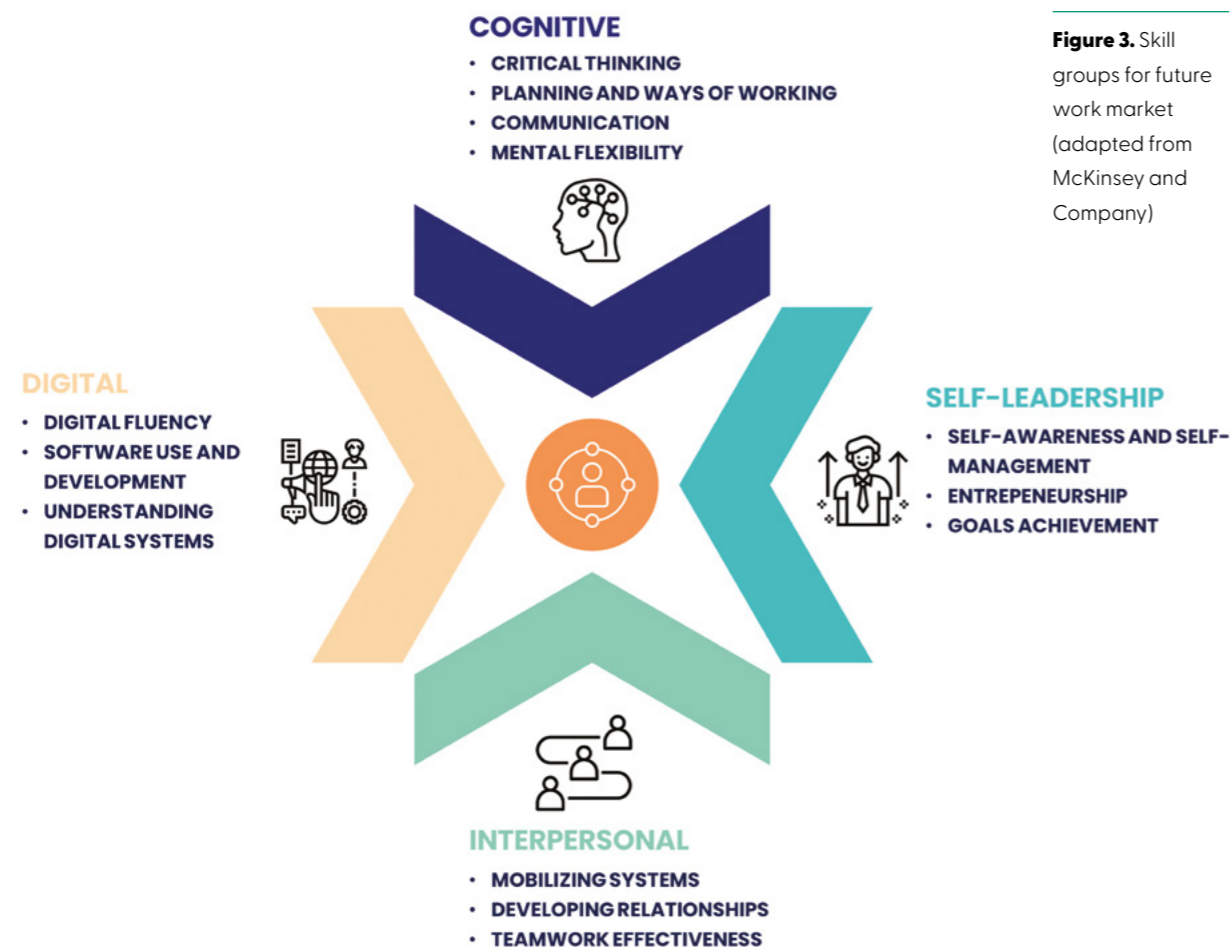 COGNITIVE
• CRITICAL THINKING
• PLANNING AND WAYS OF WORKING
• COMMUNICATION
• MENTAL FLEXIBILITY
Figure 3. Skill
groups for future
work market
(adapted from
McKinsey and
Company)
DIGITAL
• DIGITAL FLUENCY
• SOFTWARE USE AND
DEVELOPMENT
• UNDERSTANDING
DIGITAL SYSTEMS
SELF-LEADERSHIP
• SELF-AWARENESS AND SELF-
MANAGEMENT
• ENTREPENEURSHIP
• GOALS ACHIEVEMENT
INTERPERSONAL
• MOBILIZING SYSTEMS
• DEVELOPING RELATIONSHIPS
• TEAMWORK EFFECTIVENESS